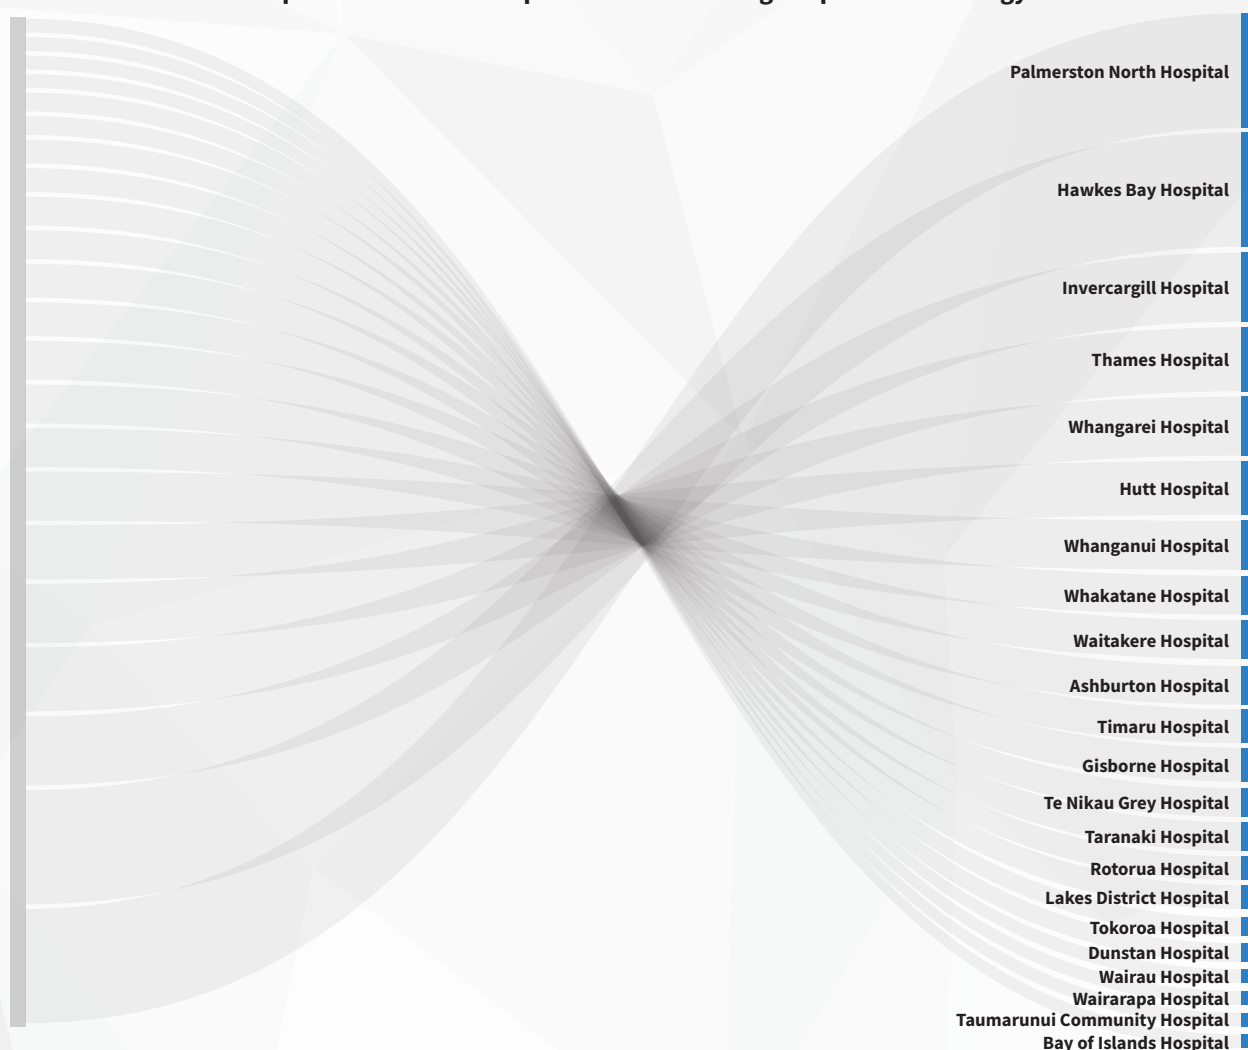 Palmerston North Hospital
Hawkes Bay Hospital
Invercargill Hospital
Thames Hospital
Whangarei Hospital
Hutt Hospital
Whanganui Hospital
Whakatane Hospital
Waitakere Hospital
Ashburton Hospital
Timaru Hospital
Gisborne Hospital
Te Nikau Grey Hospital
Taranaki Hospital
Rotorua Hospital
Lakes District Hospital
Tokoroa Hospital
Dunstan Hospital
Wairau Hospital
Wairarapa Hospital
Taumarunui Community Hospital
Bay of Islands Hospital